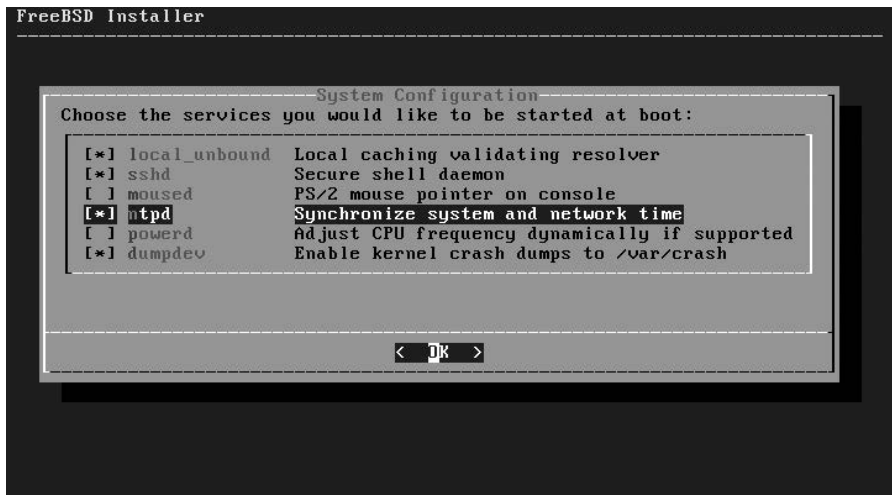 FreeBSD Installer
System Configuration
Choose the services you would like to be started at boot:
[*] local_unbound Local caching validating resolver
[*] sshd Secure shell daemon
[ ] moused PS/2 mouse pointer on console
[*] ntpd Synchronize system and network time
[ ] powerd Adjust CPU frequency dynamically if supported
[*] dumpdev Enable kernel crash dumps to /var/crash
< OK >